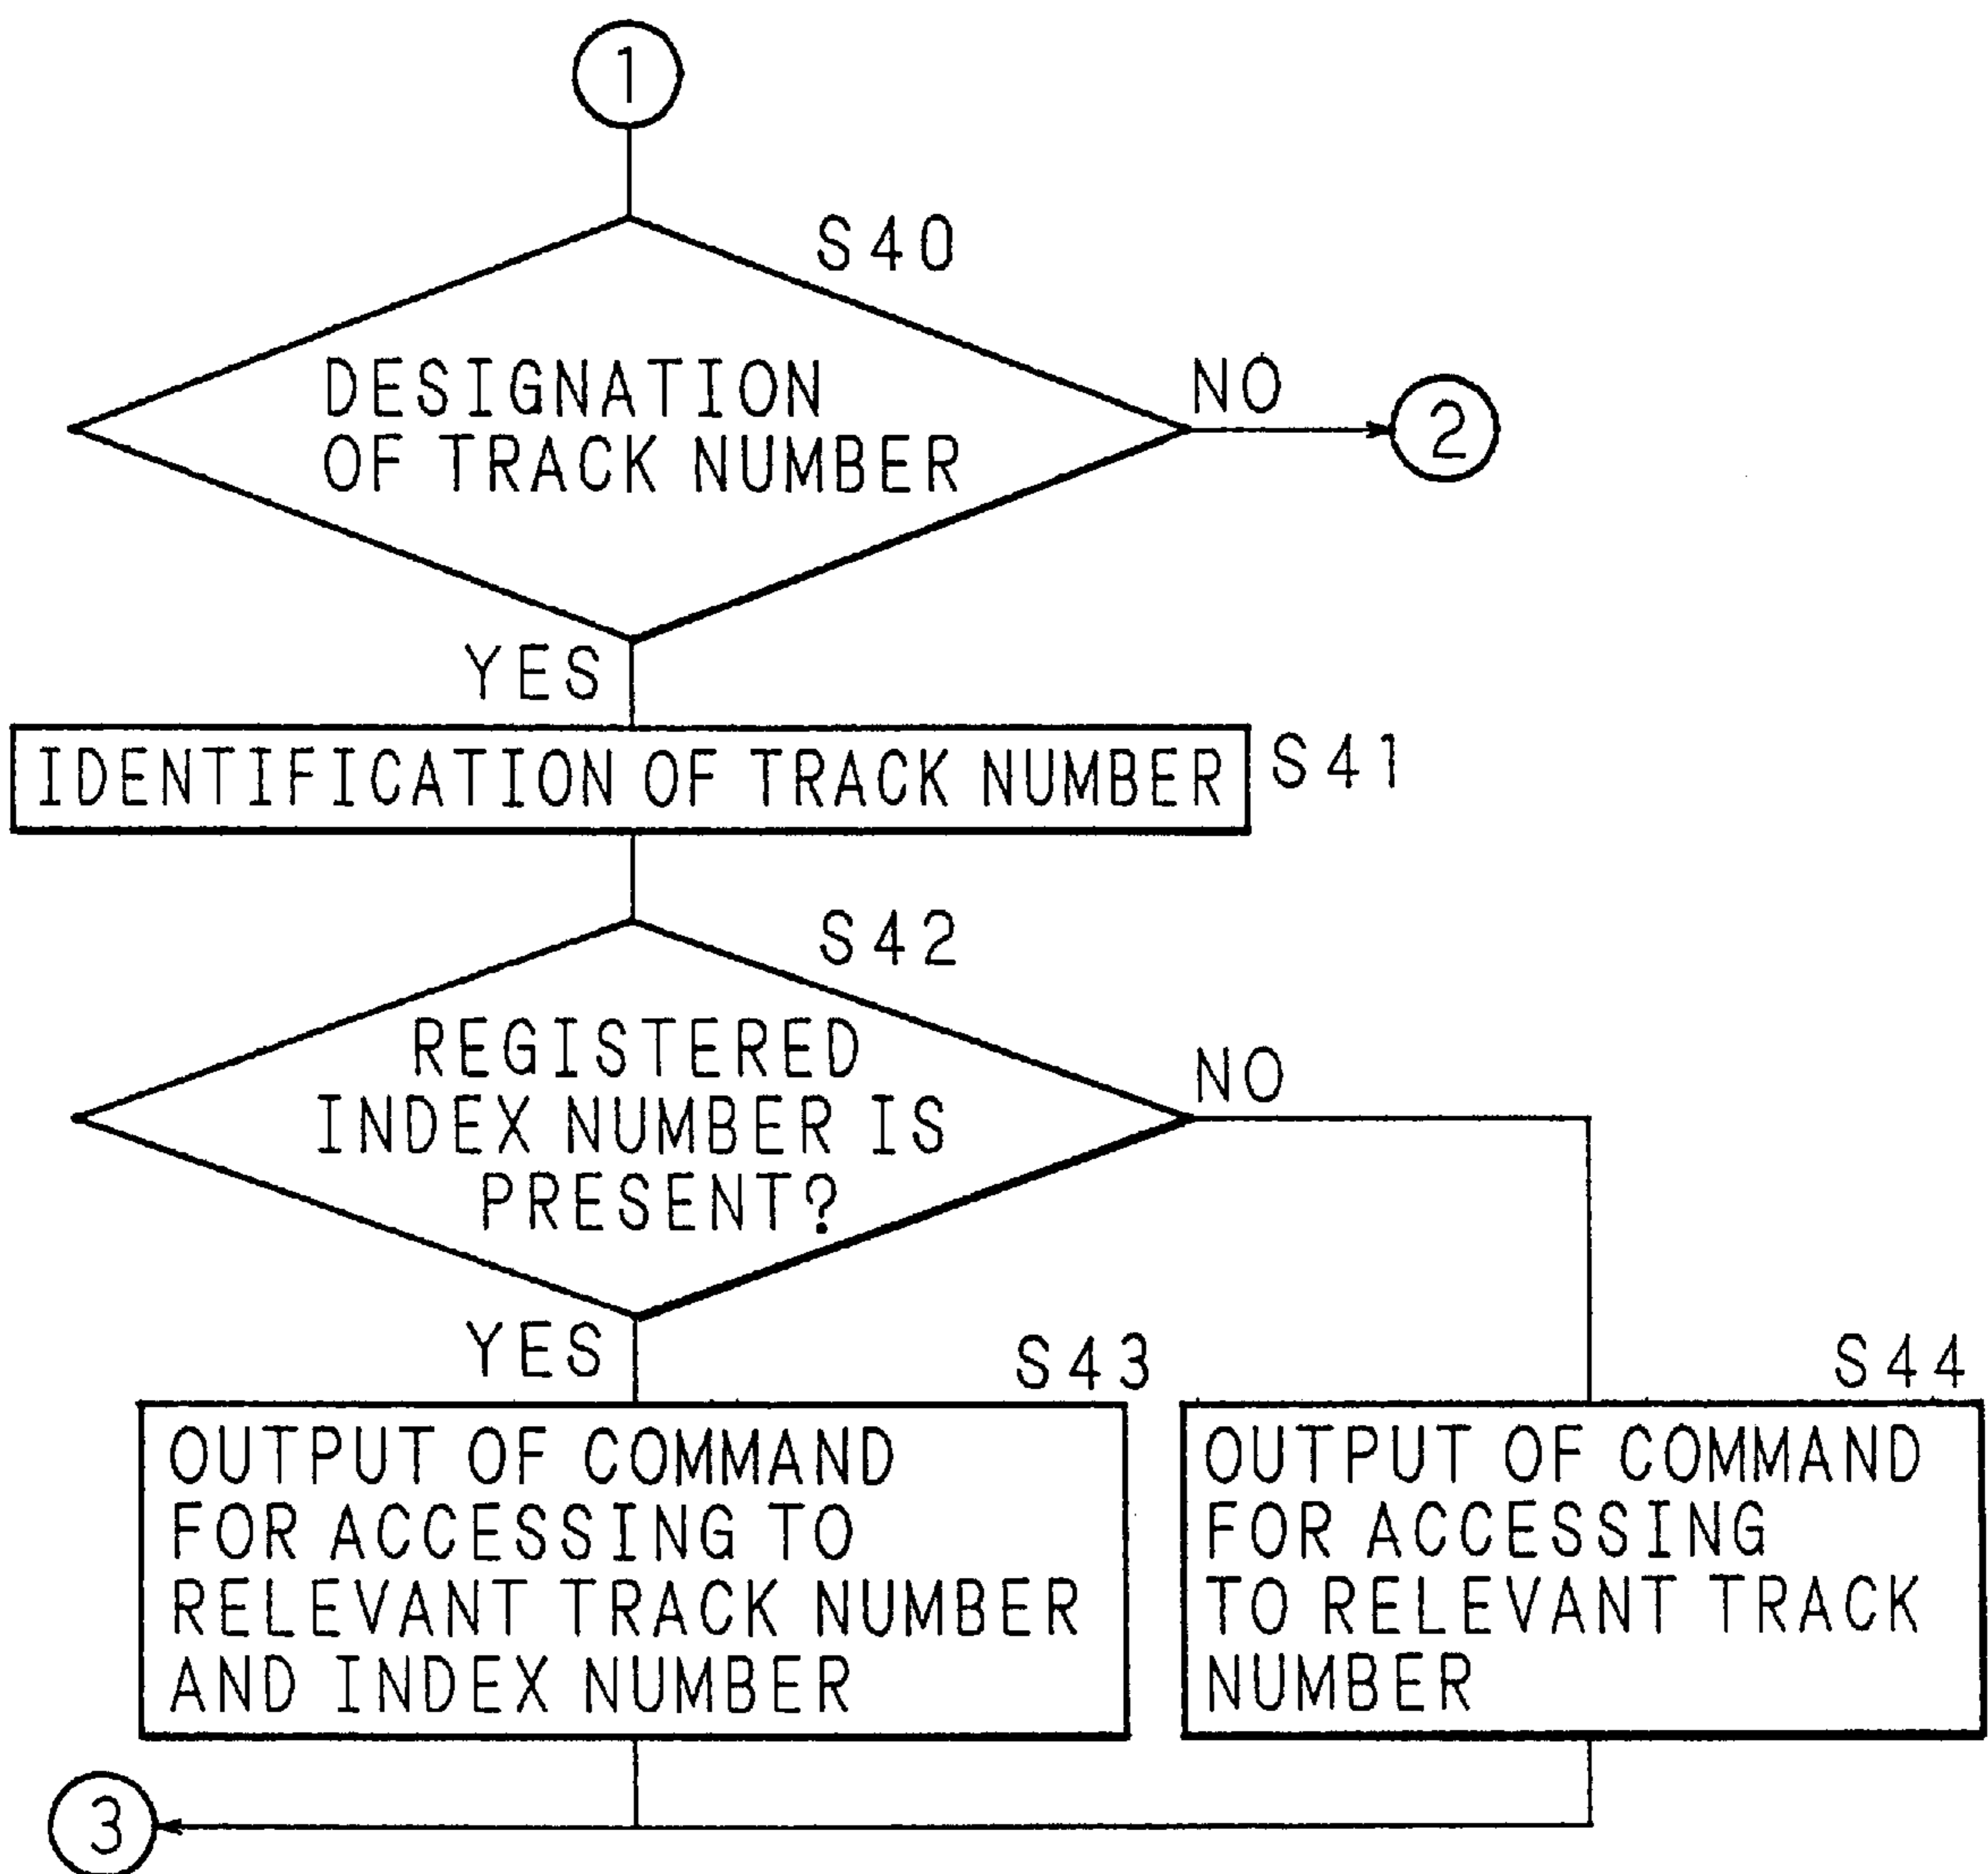 1
S40
DESIGNATION
OF TRACK NUMBER
NO
2
YES
IDENTIFICATION OF TRACK NUMBER
S41
S42
REGISTERED
INDEX NUMBER IS
PRESENT?
NO
YES
S43
OUTPUT OF COMMAND
FOR ACCESSING TO
RELEVANT TRACK NUMBER
AND INDEX NUMBER
S44
OUTPUT OF COMMAND
FOR ACCESSING
TO RELEVANT TRACK
NUMBER
3